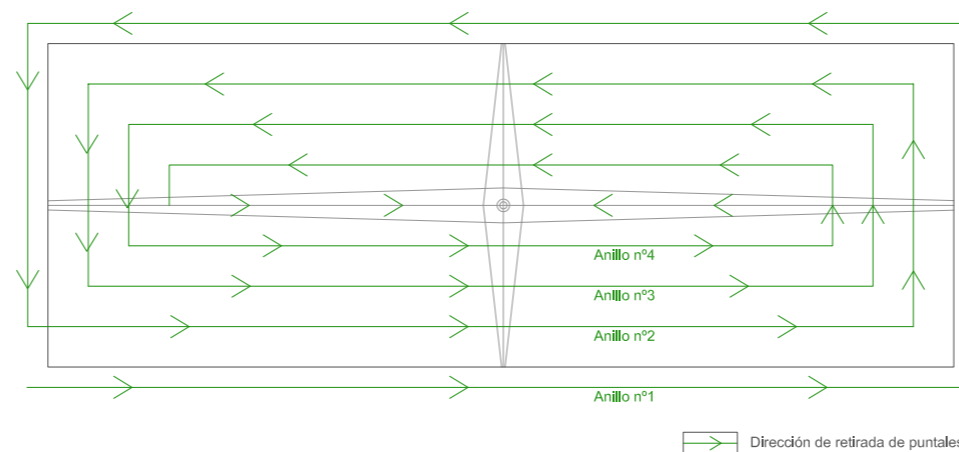 Anillo nº4
Anillo nº3
Anillo nº2
Anillo nº1
Dirección de retirada de puntales